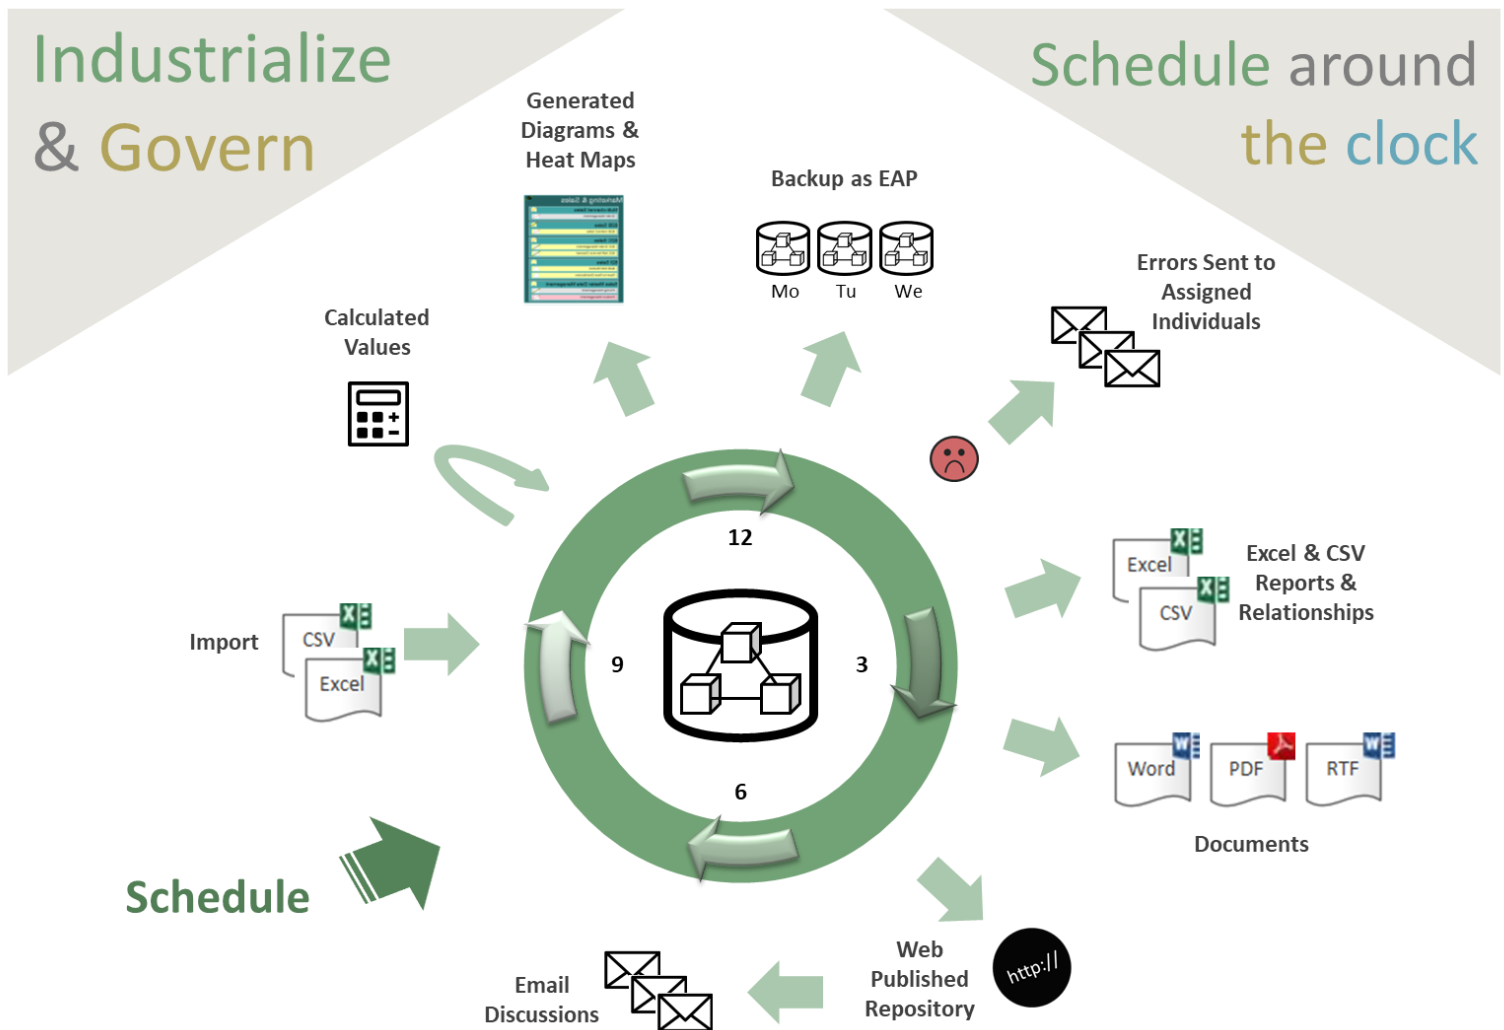 Industrialize
& Govern
Schedule around
the clock
Generated
Diagrams &
Heat Maps
Marketing & Sales
Backup as EAP
Mo
Tu
We
Errors Sent to
Assigned
Individuals
Calculated
Values
12
3
6
9
Import
CSV
Excel
Excel
CSV
Excel & CSV
Reports &
Relationships
Word
PDF
RTF
Documents
Schedule
Web
Published
Repository
http://
Email
Discussions